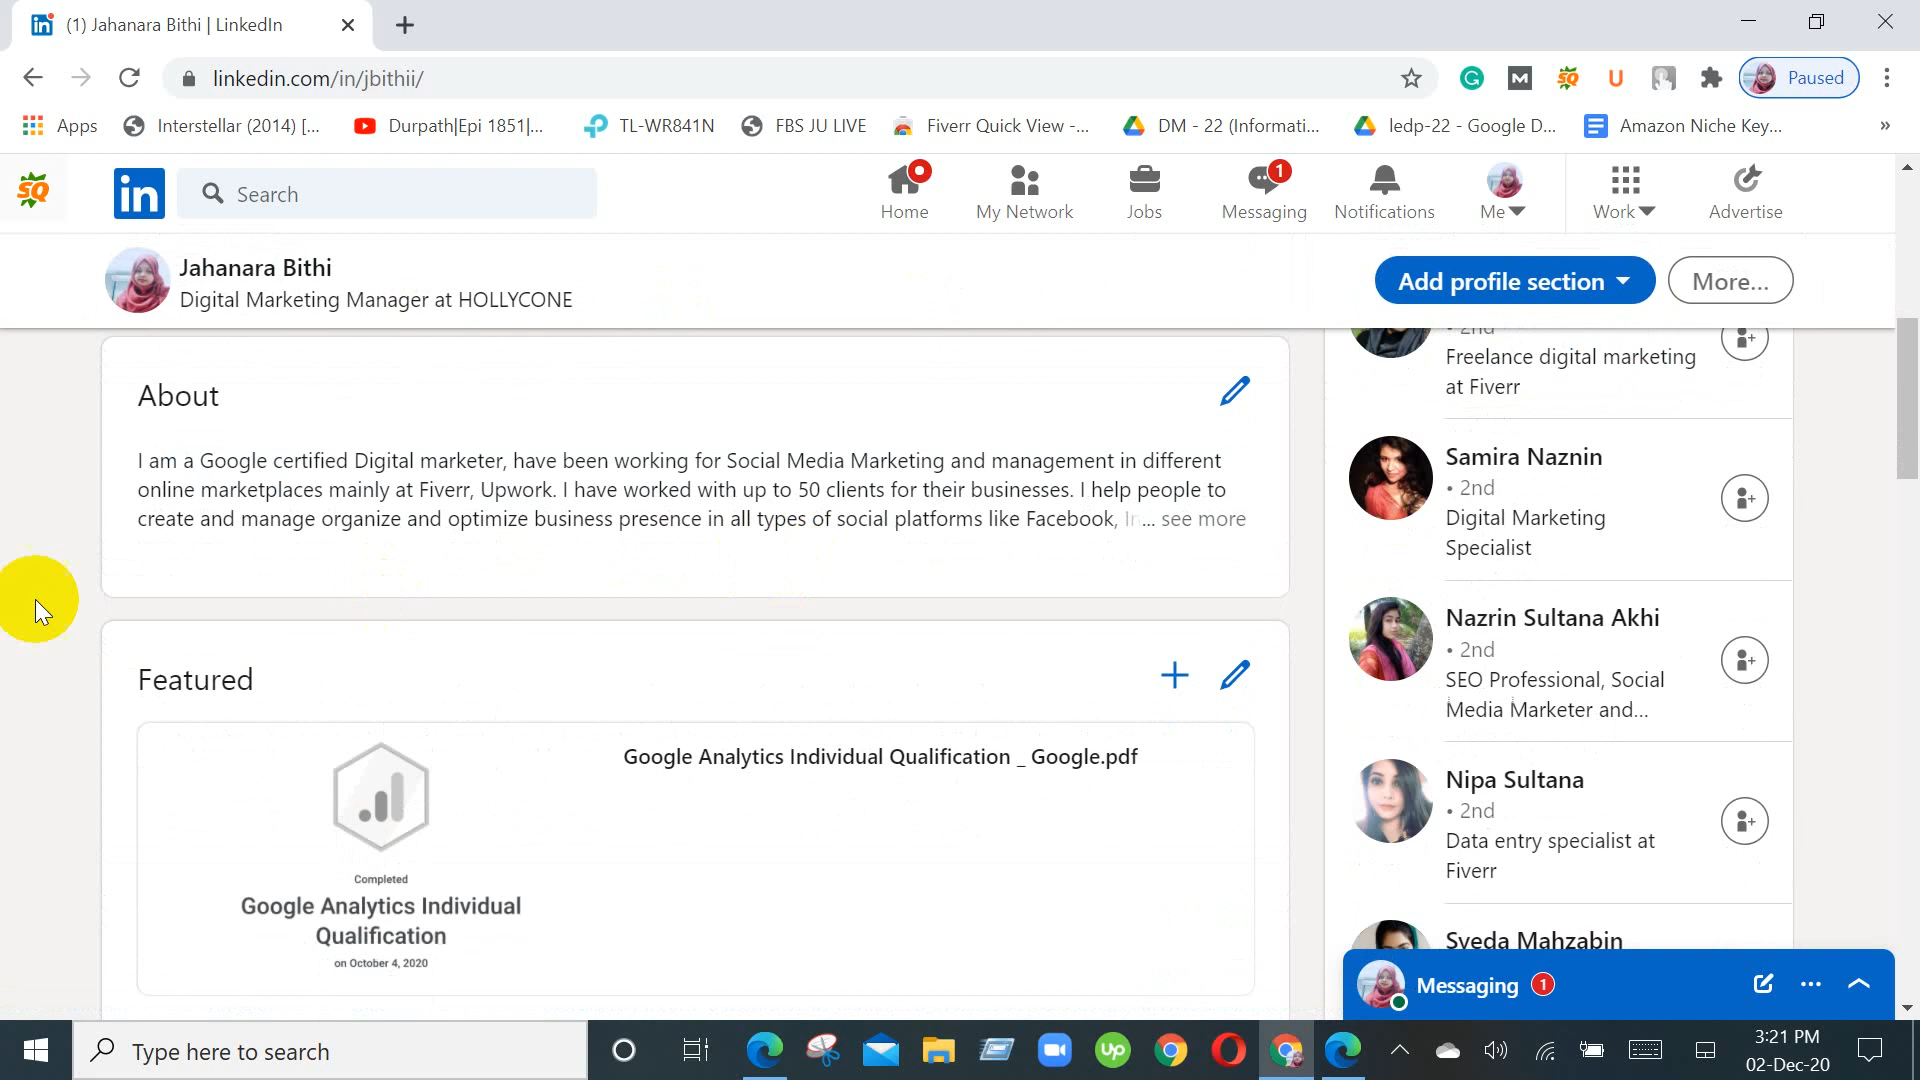 (1) Jahanara Bithi | LinkedIn
linkedin.com/in/jbithii/
Paused
Apps
Interstellar (2014) [...
Durpath|Epi 1851|...
TL-WR841N
FBS JU LIVE
Fiverr Quick View -...
DM - 22 (Informati...
ledp-22 - Google D...
Amazon Niche Key...
»
SQ
in
Search
Home
My Network
Jobs
1
Messaging
Notifications
Me
Work
Advertise
Jahanara Bithi
Digital Marketing Manager at HOLLYCONE
Add profile section
More...
About
I am a Google certified Digital marketer, have been working for Social Media Marketing and management in different
online marketplaces mainly at Fiverr, Upwork. I have worked with up to 50 clients for their businesses. I help people to
create and manage organize and optimize business presence in all types of social platforms like Facebook, In... see more
Featured
Google Analytics Individual Qualification _ Google.pdf
Completed
Google Analytics Individual
Qualification
on October 4, 2020
• 2nd
Freelance digital marketing
at Fiverr
Samira Naznin
• 2nd
Digital Marketing
Specialist
Nazrin Sultana Akhi
• 2nd
SEO Professional, Social
Media Marketer and...
Nipa Sultana
• 2nd
Data entry specialist at
Fiverr
Syeda Mahzabin
Messaging 1
Type here to search
Up
3:21 PM
02-Dec-20